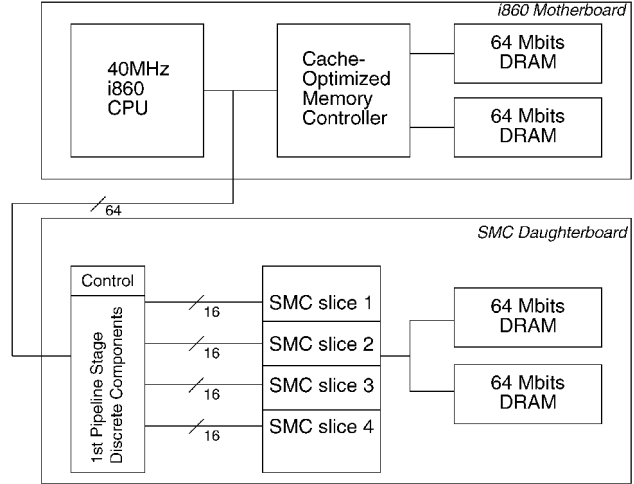 i860 Motherboard
40MHz
i860
CPU
Cache-
Optimized
Memory
Controller
64 Mbits
DRAM
64 Mbits
DRAM
64
SMC Daughterboard
Control
1st Pipeline Stage
Discrete Components
16
16
16
16
SMC slice 1
SMC slice 2
SMC slice 3
SMC slice 4
64 Mbits
DRAM
64 Mbits
DRAM